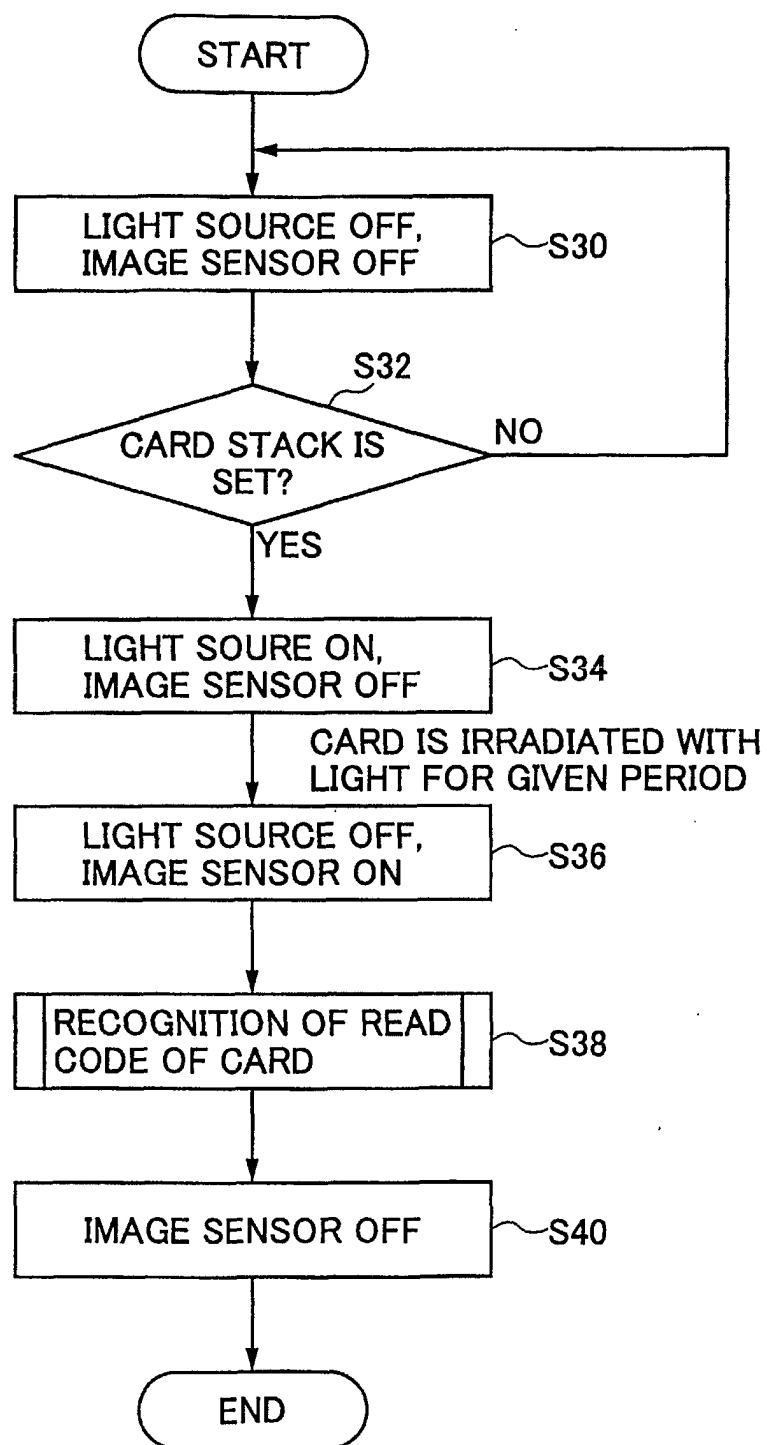 START
LIGHT SOURCE OFF,
IMAGE SENSOR OFF
S30
S32
CARD STACK IS
SET?
NO
YES
LIGHT SOURE ON,
IMAGE SENSOR OFF
S34
CARD IS IRRADIATED WITH
LIGHT FOR GIVEN PERIOD
LIGHT SOURCE OFF,
IMAGE SENSOR ON
S36
RECOGNITION OF READ
CODE OF CARD
S38
IMAGE SENSOR OFF
S40
END